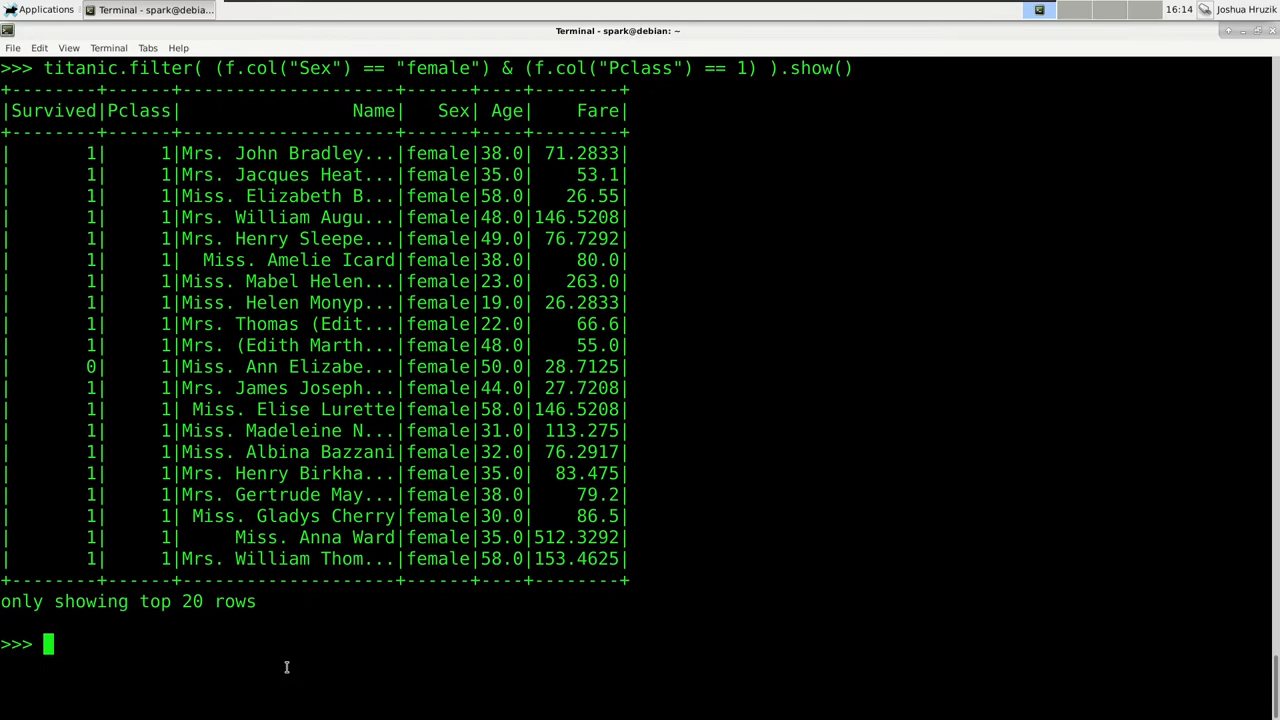 Applications Terminal - spark@debia... 16:14 Joshua Hruzik
Terminal - spark@debian: ~
File Edit View Terminal Tabs Help
>>> titanic.filter( (f.col("Sex") == "female") & (f.col("Pclass") == 1) ).show()
+--------+------+--------------------+------+----+--------+
|Survived|Pclass|                Name|   Sex| Age|    Fare|
+--------+------+--------------------+------+----+--------+
|       1|     1|Mrs. John Bradley...|female|38.0| 71.2833|
|       1|     1|Mrs. Jacques Heat...|female|35.0|    53.1|
|       1|     1|Miss. Elizabeth B...|female|58.0|   26.55|
|       1|     1|Mrs. William Augu...|female|48.0|146.5208|
|       1|     1|Mrs. Henry Sleepe...|female|49.0| 76.7292|
|       1|     1|  Miss. Amelie Icard|female|38.0|    80.0|
|       1|     1|Miss. Mabel Helen...|female|23.0|   263.0|
|       1|     1|Miss. Helen Monyp...|female|19.0| 26.2833|
|       1|     1|Mrs. Thomas (Edit...|female|22.0|    66.6|
|       1|     1|Mrs. (Edith Marth...|female|48.0|    55.0|
|       0|     1|Miss. Ann Elizabe...|female|50.0| 28.7125|
|       1|     1|Mrs. James Joseph...|female|44.0| 27.7208|
|       1|     1| Miss. Elise Lurette|female|58.0|146.5208|
|       1|     1|Miss. Madeleine N...|female|31.0| 113.275|
|       1|     1|Miss. Albina Bazzani|female|32.0| 76.2917|
|       1|     1|Mrs. Henry Birkha...|female|35.0|  83.475|
|       1|     1|Mrs. Gertrude May...|female|38.0|    79.2|
|       1|     1| Miss. Gladys Cherry|female|30.0|    86.5|
|       1|     1|     Miss. Anna Ward|female|35.0|512.3292|
|       1|     1|Mrs. William Thom...|female|58.0|153.4625|
+--------+------+--------------------+------+----+--------+
only showing top 20 rows
>>>